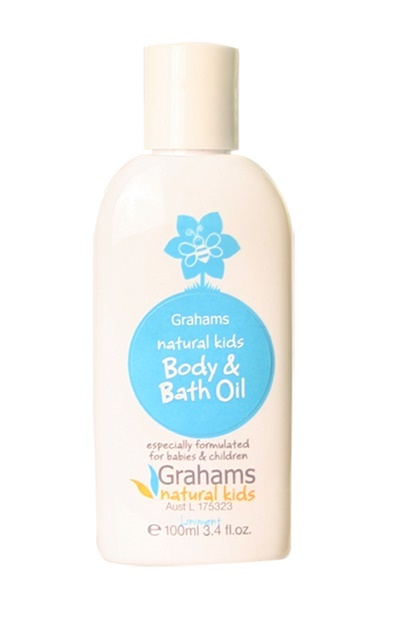 Grahams
natural kids
Body &
Bath Oil
especially formulated
for babies & children
Grahams
natural kids
Aust L 175323
Liniment
e 100ml 3.4 fl.oz.